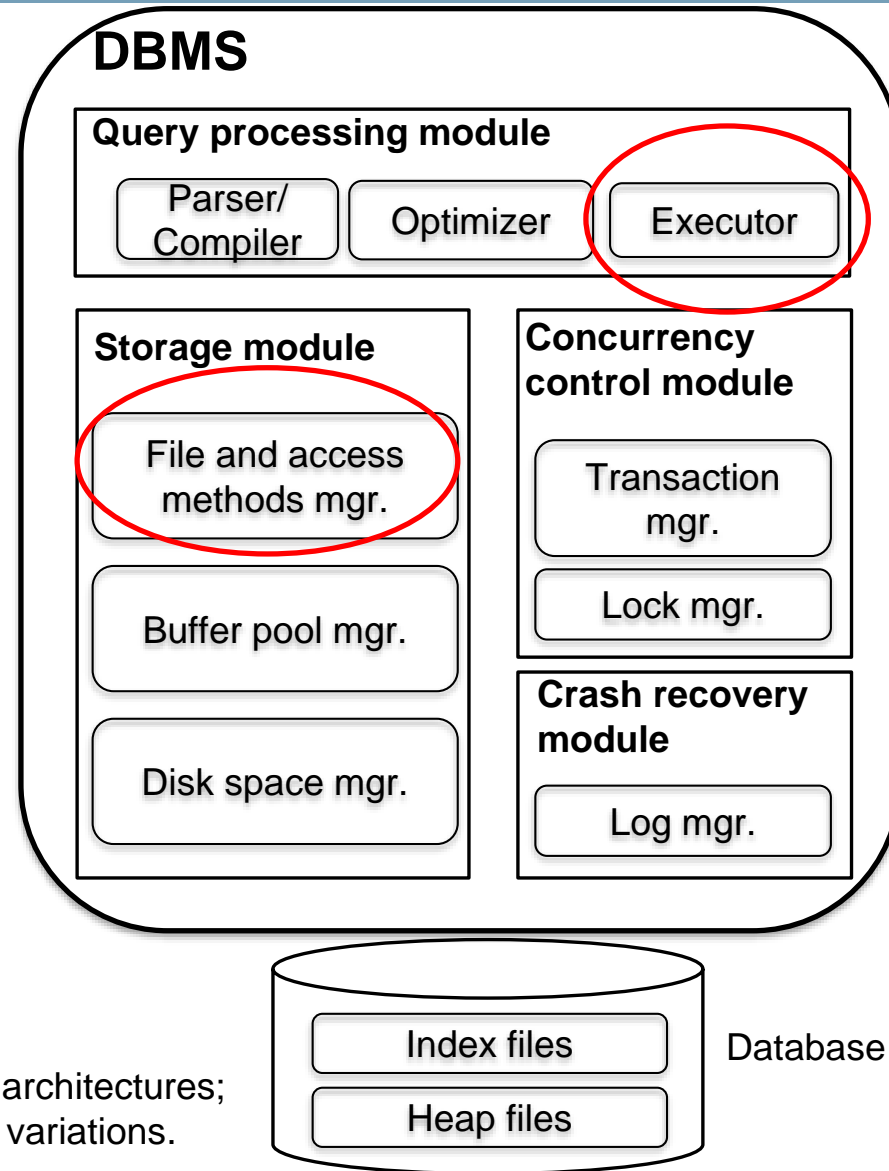 DBMS
Query processing module
Parser/
Compiler
Optimizer
Executor
Storage module
File and access
methods mgr.
Buffer pool mgr.
Disk space mgr.
Concurrency
control module
Transaction
mgr.
Lock mgr.
Crash recovery
module
Log mgr.
Index files
Heap files
Database
architectures;
variations.